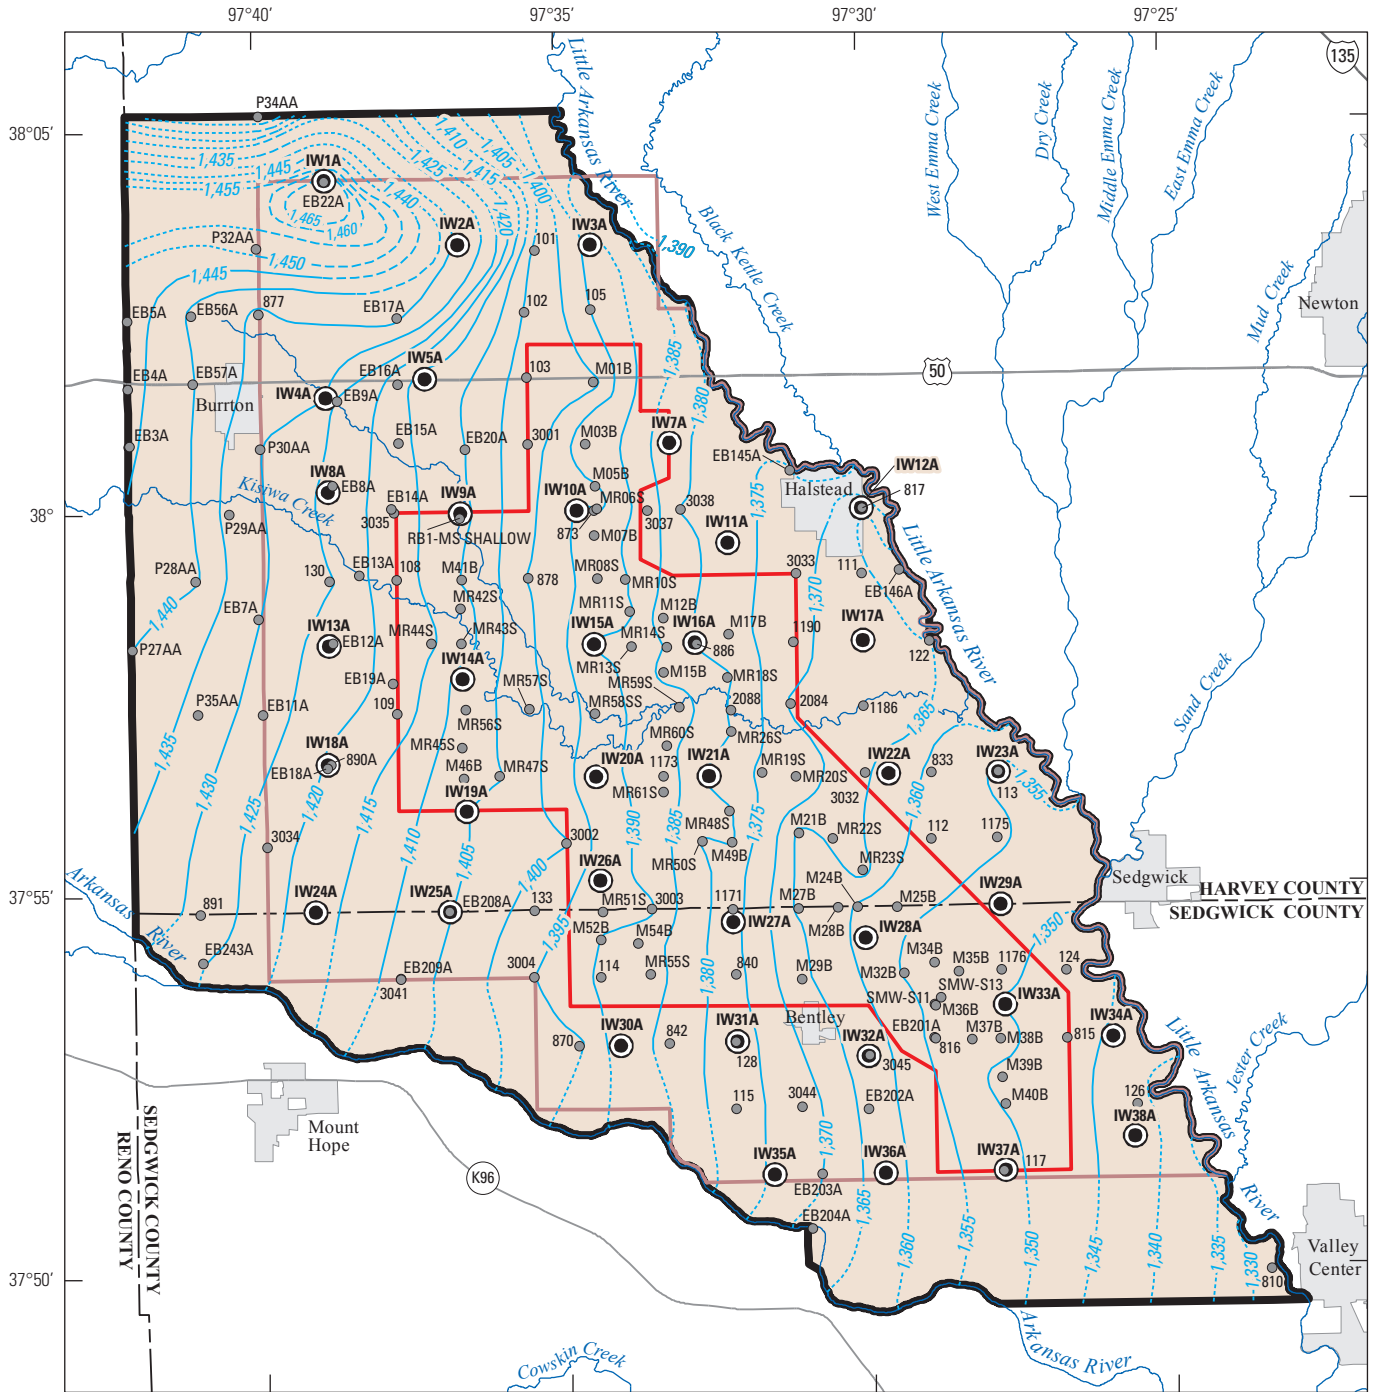 97°40′
97°35′
97°30′
97°25′
135
P34AA
38°05′
Little Arkansas River
West Emma Creek
Dry Creek
Middle Emma Creek
East Emma Creek
1,410
1,405
1,435
1,445
1,455
IW1A
1,425
1,415
1,400
1,440
EB22A
1,465
1,460
1,420
IW2A
IW3A
P32AA
101
1,390
Black Kettle Creek
1,450
1,445
Mud Creek
EB5A
EB56A
877
EB17A
102
105
Newton
1,385
50
EB4A
EB57A
EB16A
IW5A
103
M01B
Burrton
IW4A
EB9A
1,380
IW7A
EB3A
P30AA
EB15A
EB20A
3001
M03B
EB145A
IW12A
IW8A
EB8A
M05B
Halstead
817
Kisiwa Creek
EB14A
IW9A
IW10A
MR06S
3038
1,375
38°
P29AA
3035
RB1-MS-SHALLOW
873
3037
IW11A
M07B
Little Arkansas River
P28AA
130
EB13A
108
M41B
878
MR08S
MR10S
3033
1,370
111
EB146A
1,440
EB7A
MR42S
MR11S
M12B
IW13A
EB12A
MR44S
MR43S
IW15A
MR14S
IW16A
M17B
1190
IW17A
P27AA
886
122
IW14A
MR13S
M15B
EB19A
MR57S
MR59S
MR18S
Sand Creek
P35AA
EB11A
109
MR56S
MR58SS
2088
2084
1186
1,365
1,435
IW18A
MR45S
MR60S
MR26S
890A
M46B
MR47S
IW20A
1173
IW21A
MR19S
MR20S
IW22A
833
IW23A
EB18A
1,430
1,420
MR61S
3032
113
1,355
1,425
1,415
IW19A
1,360
1,410
1,405
3002
1,390
1,385
MR48S
1,375
M21B
MR22S
112
1175
3034
MR50S
M49B
MR23S
37°55′
Arkansas River
1,400
IW26A
M24B
Sedgwick
HARVEY COUNTY
SEDGWICK COUNTY
891
IW24A
IW25A
EB208A
133
MR51S
3003
1171
M27B
M25B
IW29A
1,395
M52B
IW27A
M28B
IW28A
1,350
EB243A
EB209A
3004
M54B
M34B
M35B
1176
124
3041
114
MR55S
840
M29B
M32B
SMW-S13
1,380
SMW-S11
IW33A
Bentley
M36B
IW30A
842
IW31A
EB201A
M37B
M38B
815
IW34A
870
128
IW32A
816
3045
Little Arkansas River
Jester Creek
M39B
115
3044
EB202A
M40B
126
Mount
Hope
SEDGWICK COUNTY
RENO COUNTY
IW38A
1,370
K96
IW35A
IW36A
IW37A
117
EB203A
1,365
EB204A
1,360
1,355
1,350
1,345
1,340
1,335
1,330
Valley
Center
37°50′
810
Arkansas River
Cowskin Creek